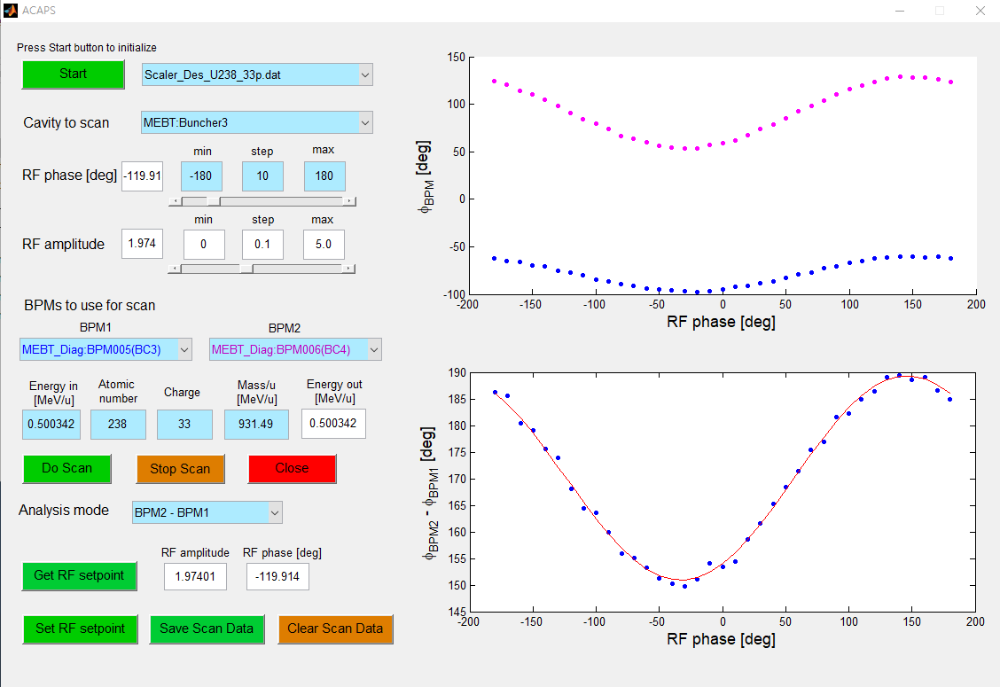 ACAPS
Press Start button to initialize
Start
Scaler_Des_U238_33p.dat
Cavity to scan
MEBT:Buncher3
min step max
RF phase [deg] -119.91 -180 10 180
min step max
RF amplitude 1.974 0 0.1 5.0
BPMs to use for scan
BPM1 BPM2
MEBT_Diag:BPM005(BC3) MEBT_Diag:BPM006(BC4)
Energy in [MeV/u] Atomic number Charge Mass/u [MeV/u] Energy out [MeV/u]
0.500342 238 33 931.49 0.500342
Do Scan Stop Scan Close
Analysis mode BPM2 - BPM1
RF amplitude RF phase [deg]
Get RF setpoint 1.97401 -119.914
Set RF setpoint Save Scan Data Clear Scan Data
ϕBPM [deg]
150
100
50
0
-50
-100
-200 -150 -100 -50 0 50 100 150 200
RF phase [deg]
ϕBPM2 - ϕBPM1 [deg]
190
185
180
175
170
165
160
155
150
145
-200 -150 -100 -50 0 50 100 150 200
RF phase [deg]